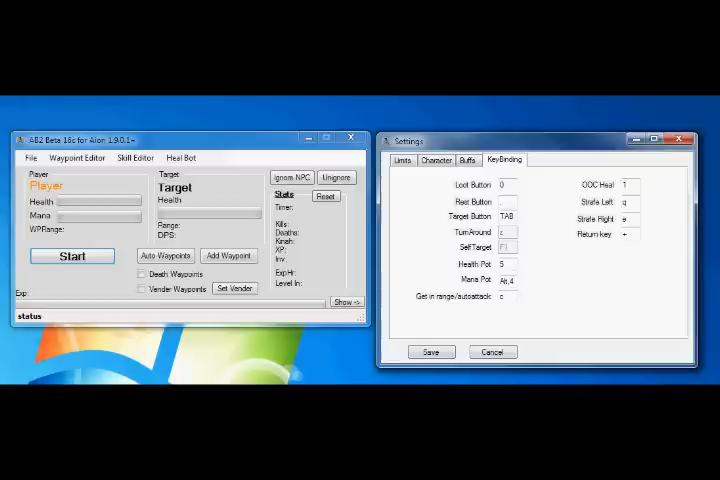 AB2 Beta 16c for Aion 1.9.0.1~
File Waypoint Editor Skill Editor Heal Bot
Player
Player
Health
Mana
WPRange:
Start
Exp:
status
Target
Target
Health
Range:
DPS:
Auto Waypoints Add Waypoint
Death Waypoints
Vender Waypoints Set Vender
Ignore NPC Unignore
Stats Reset
Timer:
Kills:
Deaths:
Kinah:
XP:
Inv:
Exp Hr:
Level In:
Show ->
Settings
Limits Character Buffs KeyBinding
Loot Button 0
Rest Button ,
Target Button TAB
TurnAround
Self Target F1
Health Pot 5
Mana Pot Alt,4
Get in range/autoattack c
OOC Heal 1
Strafe Left q
Strafe Right e
Return key +
Save Cancel